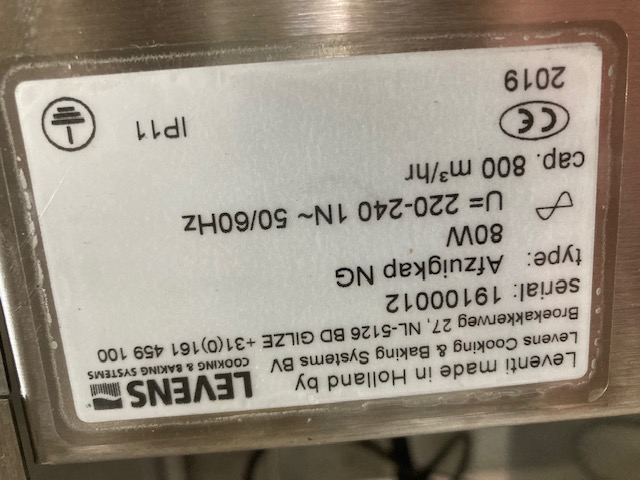 Leventi made in Holland by
Levens Cooking & Baking Systems BV
Broekakkerweg 27, NL-5126 BD GILZE +31(0)161 459 100
LEVENS
COOKING & BAKING SYSTEMS
serial: 19100012
type: Afzuigkap NG
80W
U= 220-240 1N~ 50/60Hz
cap. 800 m³/hr
CE
IP11
2019